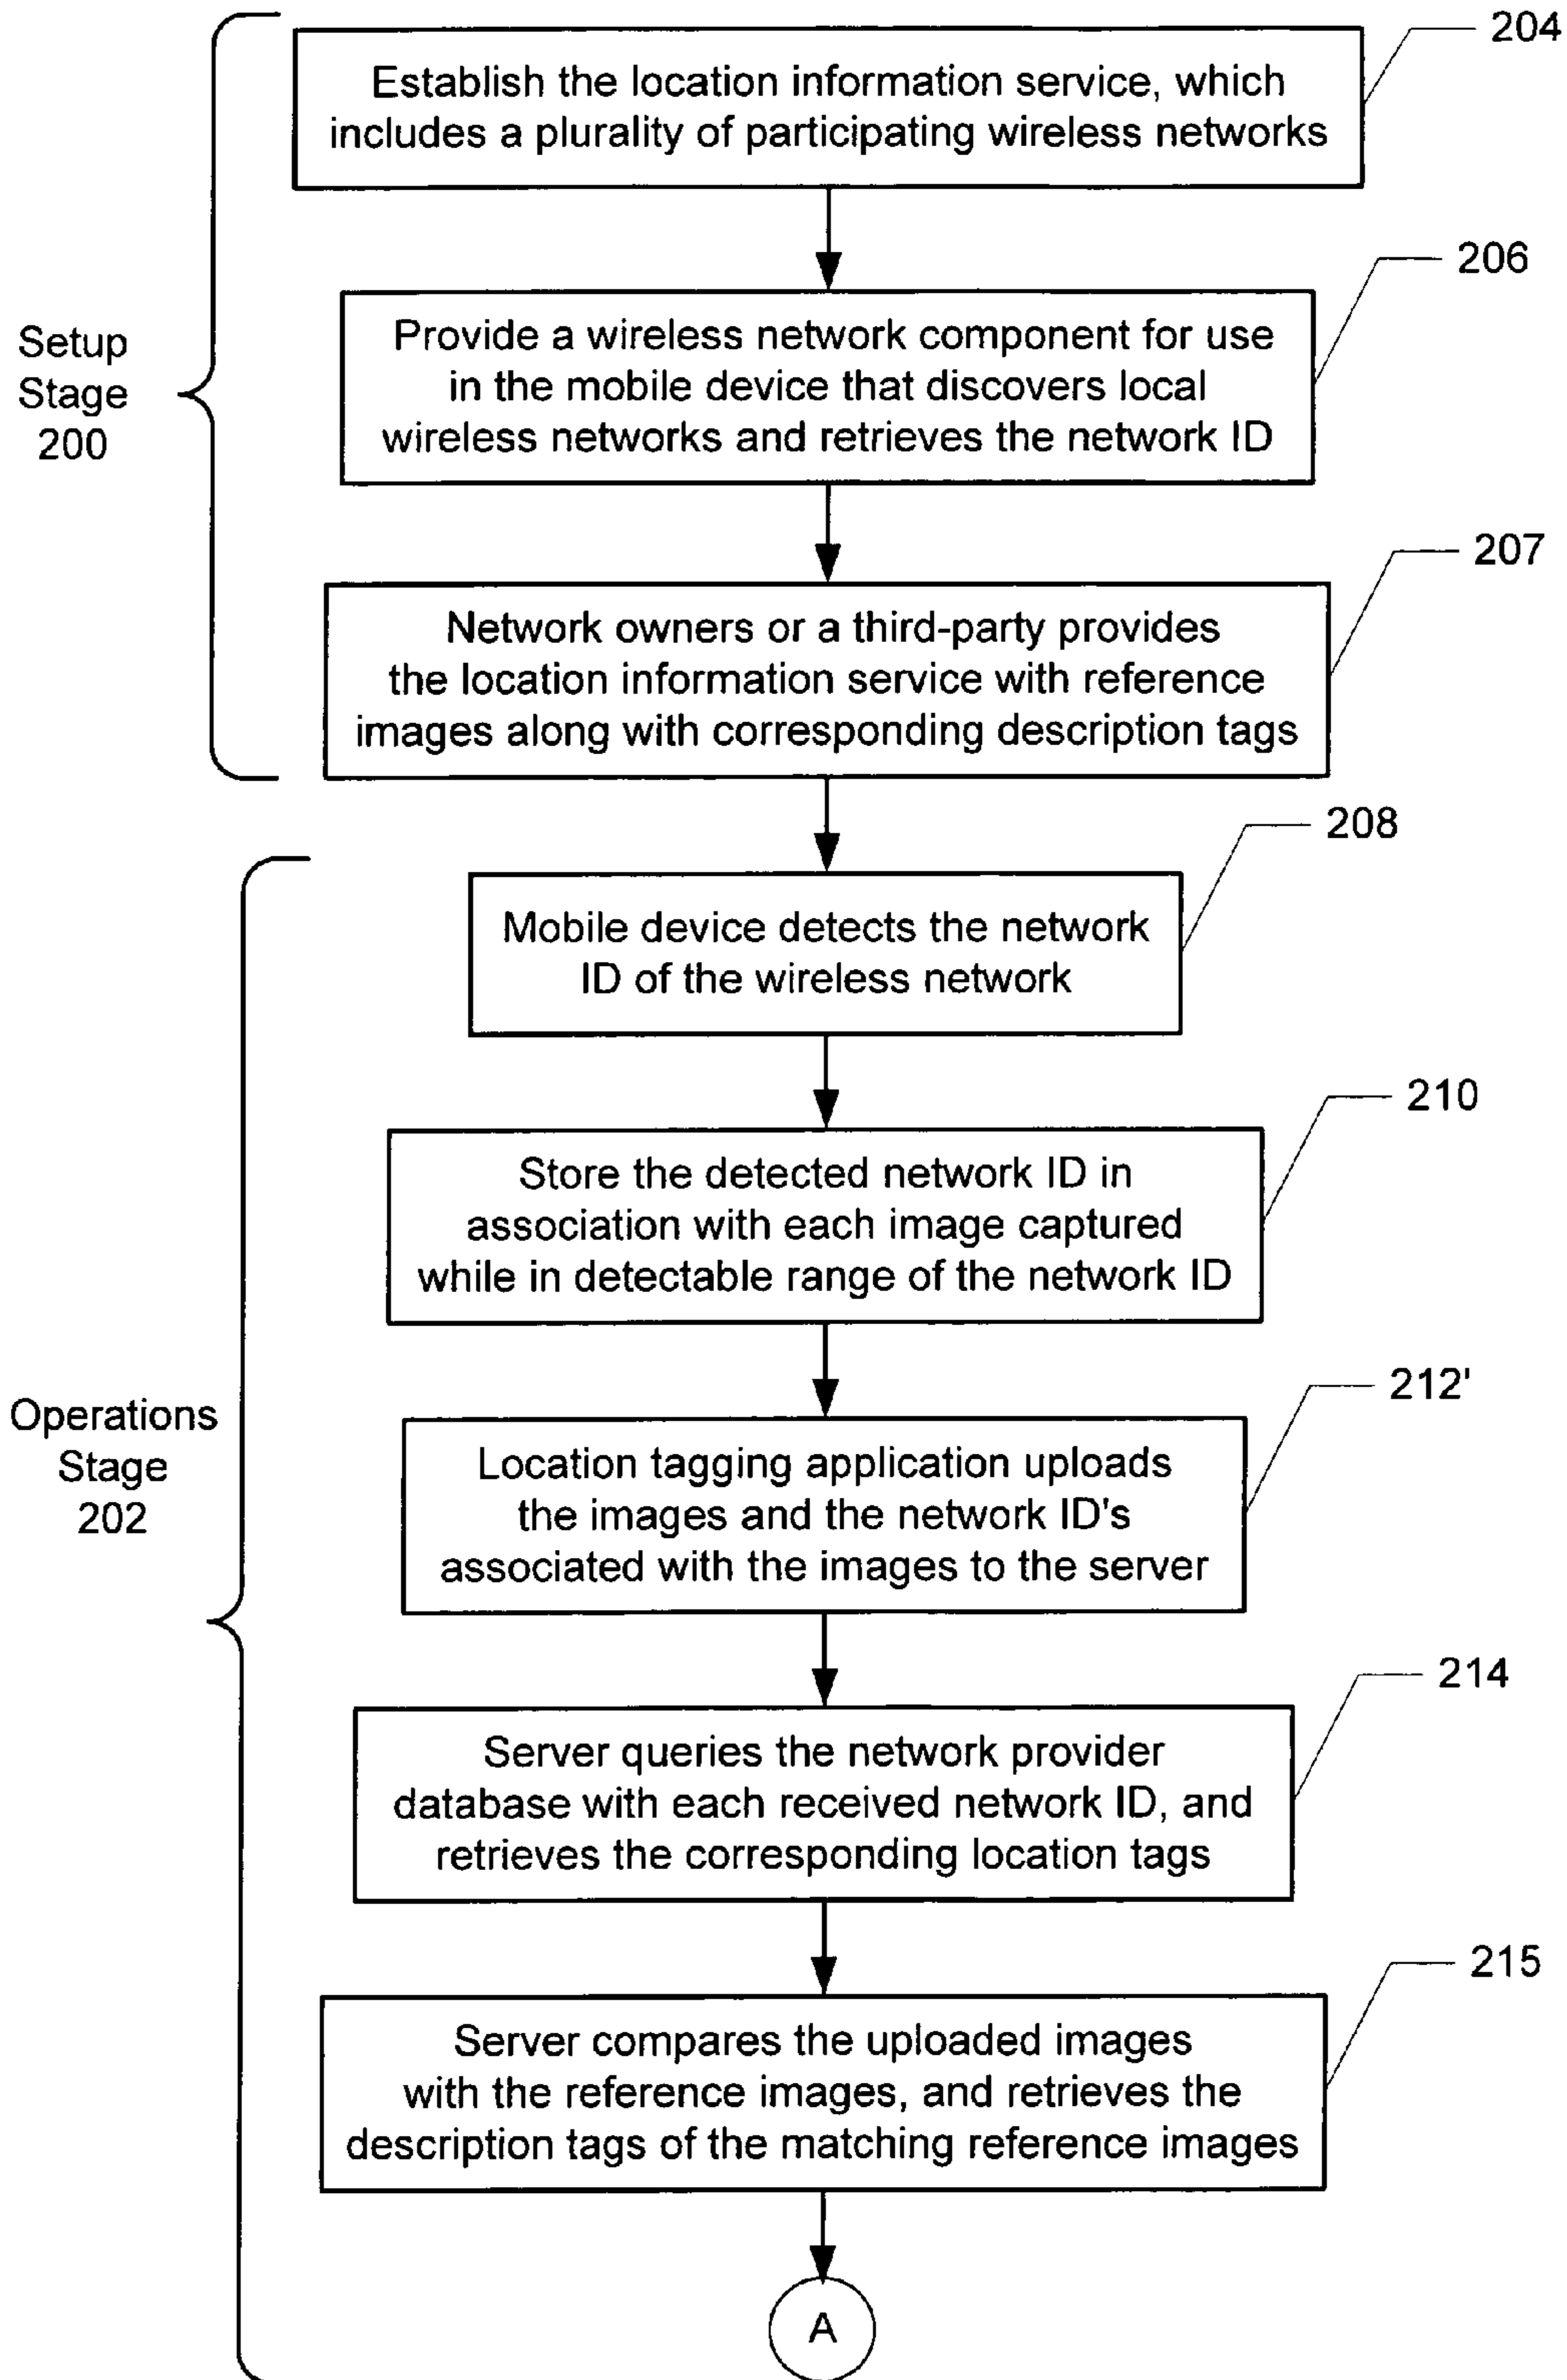 204
Establish the location information service, which
includes a plurality of participating wireless networks
206
Provide a wireless network component for use
in the mobile device that discovers local
wireless networks and retrieves the network ID
Setup
Stage
200
207
Network owners or a third-party provides
the location information service with reference
images along with corresponding description tags
208
Mobile device detects the network
ID of the wireless network
210
Store the detected network ID in
association with each image captured
while in detectable range of the network ID
212'
Location tagging application uploads
the images and the network ID's
associated with the images to the server
Operations
Stage
202
214
Server queries the network provider
database with each received network ID, and
retrieves the corresponding location tags
215
Server compares the uploaded images
with the reference images, and retrieves the
description tags of the matching reference images
A